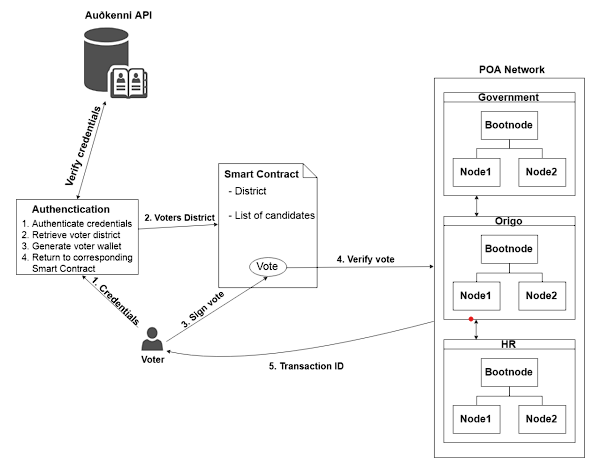 Auðkenni API
Verify credentials
Authenctication
1. Authenticate credentials
2. Retrieve voter district
3. Generate voter wallet
4. Return to corresponding
Smart Contract
2. Voters District
Smart Contract
- District
- List of candidates
Vote
1. Credentials
3. Sign vote
4. Verify vote
Voter
5. Transaction ID
POA Network
Government
Bootnode
Node1
Node2
Origo
Bootnode
Node1
Node2
HR
Bootnode
Node1
Node2